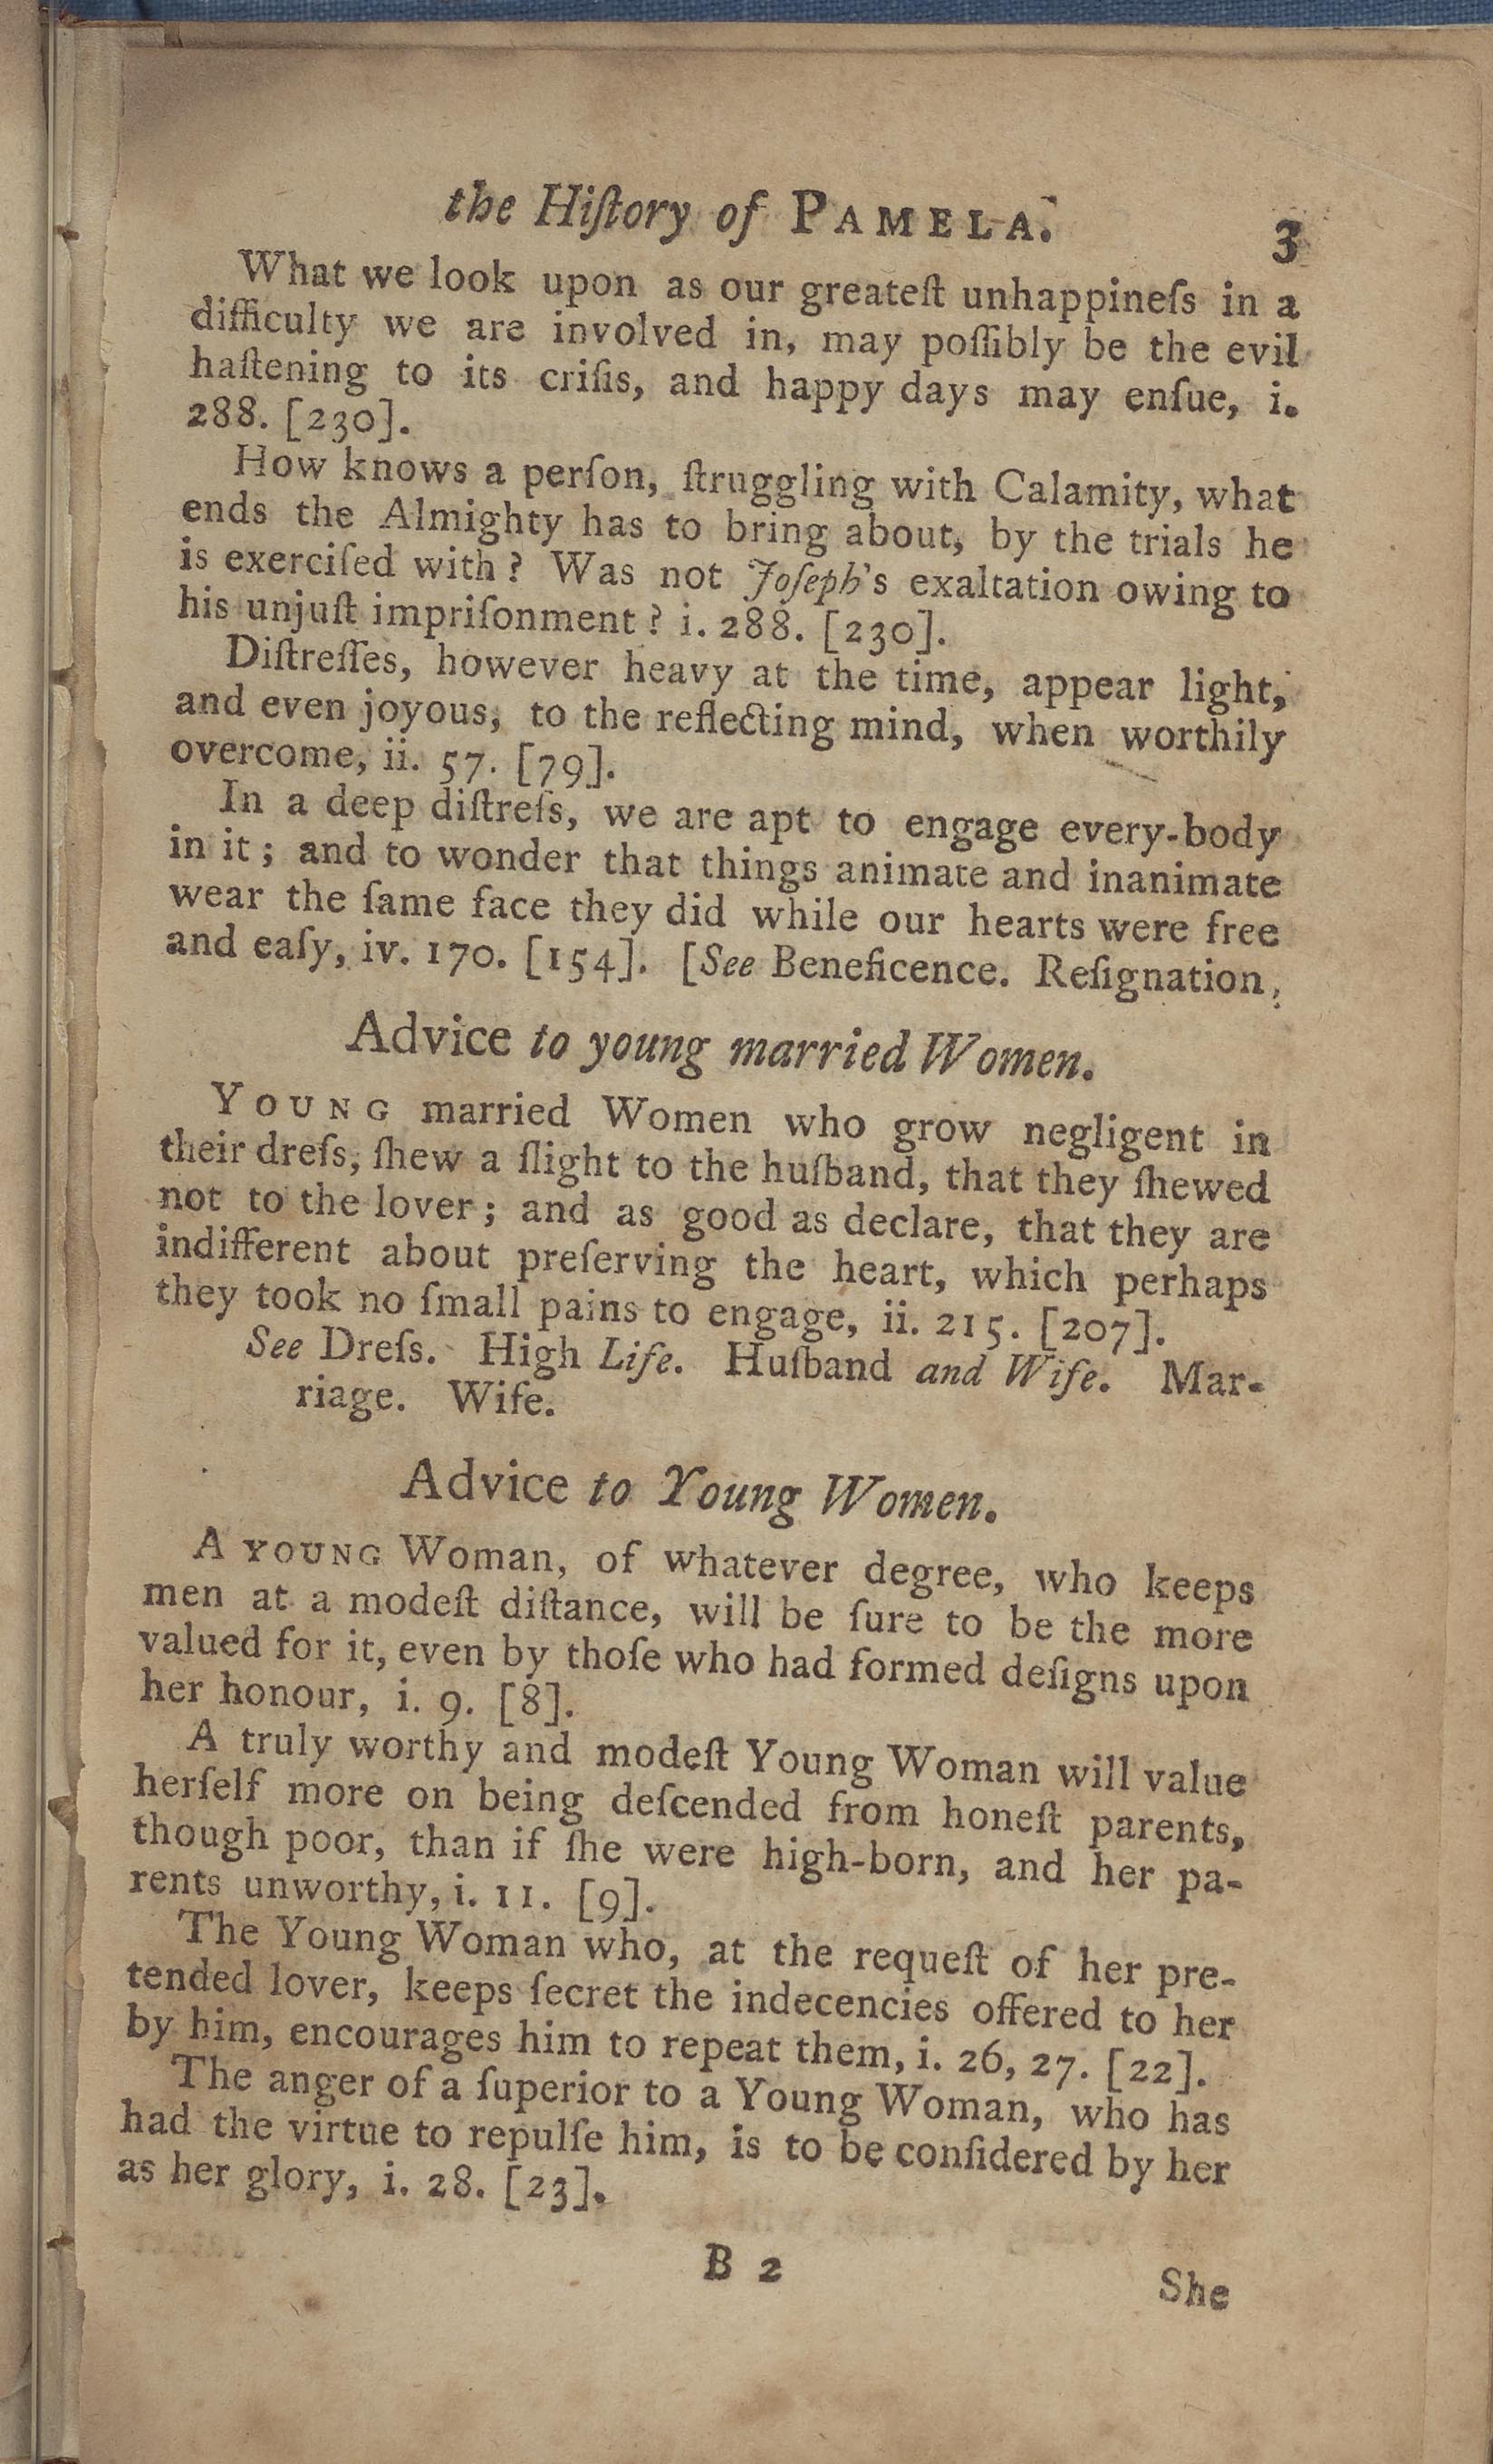 the Hiſtory of PAMELA. 3
What we look upon as our greateſt unhappineſs in a
difficulty we are involved in, may poſſibly be the evil
haſtening to its criſis, and happy days may enſue, i.
288. [230].
How knows a perſon, ſtruggling with Calamity, what
ends the Almighty has to bring about, by the trials he
is exerciſed with? Was not Joſeph's exaltation owing to
his unjuſt impriſonment? i. 288. [230].
Diſtreſſes, however heavy at the time, appear light,
and even joyous, to the reflecting mind, when worthily
overcome, ii. 57. [79].
In a deep diſtreſs, we are apt to engage every-body
in it; and to wonder that things animate and inanimate
wear the ſame face they did while our hearts were free
and eaſy, iv. 170. [154]. [See Beneficence. Reſignation,
Advice to young married Women.
YOUNG married Women who grow negligent in
their dreſs, ſhew a ſlight to the huſband, that they ſhewed
not to the lover; and as good as declare, that they are
indifferent about preſerving the heart, which perhaps
they took no ſmall pains to engage, ii. 215. [207].
See Dreſs. High Life. Huſband and Wife. Mar-
riage. Wife.
Advice to Young Women.
A YOUNG Woman, of whatever degree, who keeps
men at a modeſt diſtance, will be ſure to be the more
valued for it, even by thoſe who had formed deſigns upon
her honour, i. 9. [8].
A truly worthy and modeſt Young Woman will value
herſelf more on being deſcended from honeſt parents,
though poor, than if ſhe were high-born, and her pa-
rents unworthy, i. 11. [9].
The Young Woman who, at the requeſt of her pre-
tended lover, keeps ſecret the indecencies offered to her
by him, encourages him to repeat them, i. 26, 27. [22].
The anger of a ſuperior to a Young Woman, who has
had the virtue to repulſe him, is to be conſidered by her
as her glory, i. 28. [23].
B 2
She